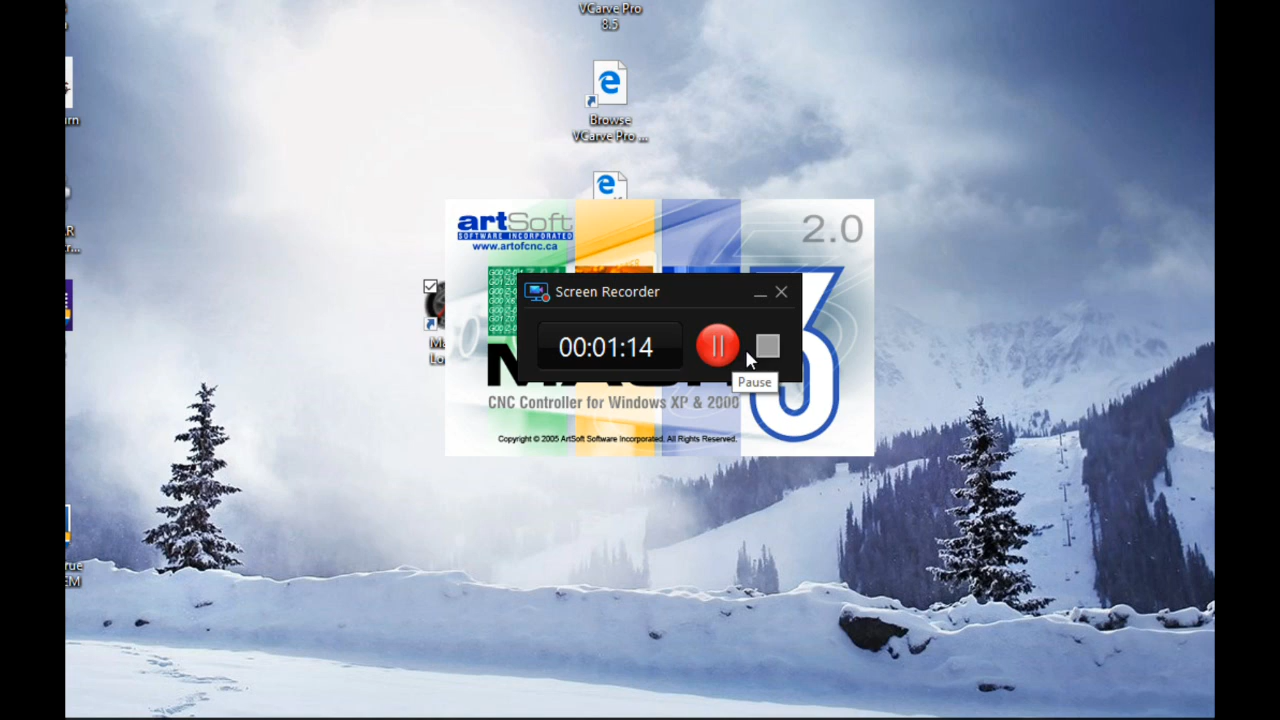 VCarve Pro
8.5
Browse
VCarve Pro ...
artSoft
SOFTWARE INCORPORATED
www.artofcnc.ca
2.0
Screen Recorder
00:01:14
Pause
3
CNC Controller for Windows XP & 2000
Copyright © 2005 ArtSoft Software Incorporated. All Rights Reserved.